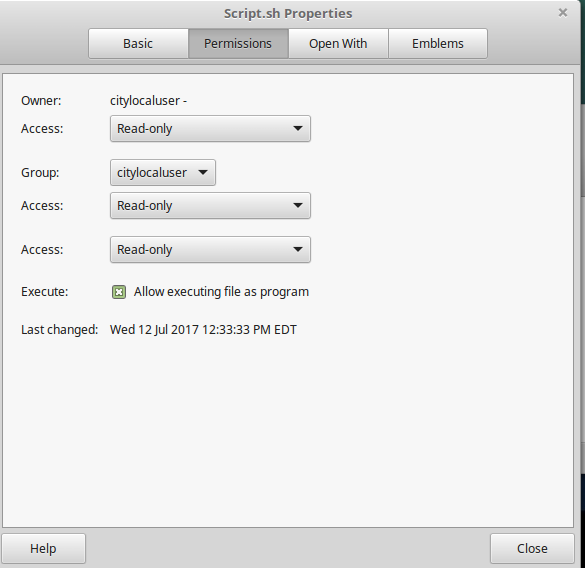 Script.sh Properties
Basic Permissions Open With Emblems
Owner: citylocaluser -
Access: Read-only
Group: citylocaluser
Access: Read-only
Access: Read-only
Execute: Allow executing file as program
Last changed: Wed 12 Jul 2017 12:33:33 PM EDT
Help Close